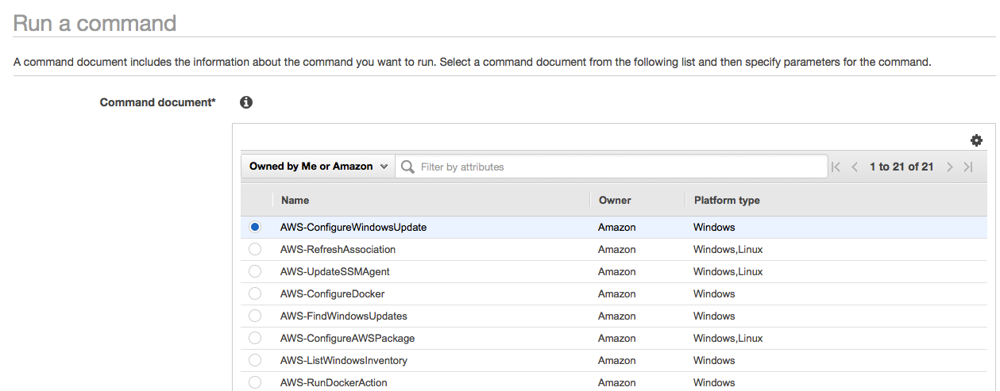 Run a command
A command document includes the information about the command you want to run. Select a command document from the following list and then specify parameters for the command.
Command document*
Owned by Me or Amazon Filter by attributes 1 to 21 of 21
Name Owner Platform type
AWS-ConfigureWindowsUpdate Amazon Windows
AWS-RefreshAssociation Amazon Windows,Linux
AWS-UpdateSSMAgent Amazon Windows,Linux
AWS-ConfigureDocker Amazon Windows
AWS-FindWindowsUpdates Amazon Windows
AWS-ConfigureAWSPackage Amazon Windows,Linux
AWS-ListWindowsInventory Amazon Windows
AWS-RunDockerAction Amazon Windows